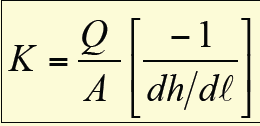 K = Q/A [ −1 / (dh/dℓ) ]